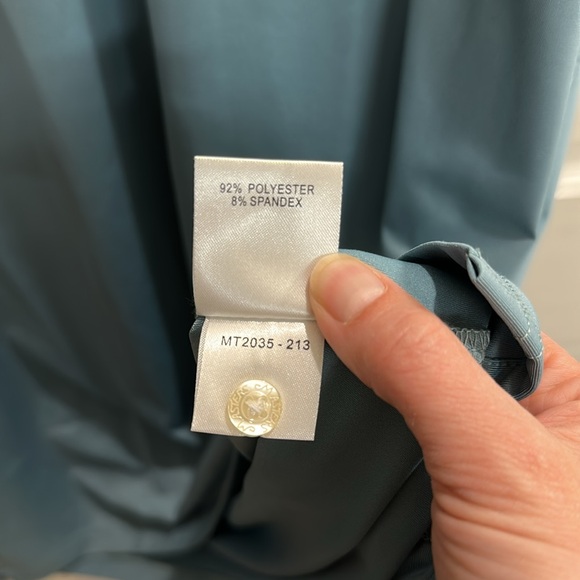 92% POLYESTER
8% SPANDEX
MT2035 - 213